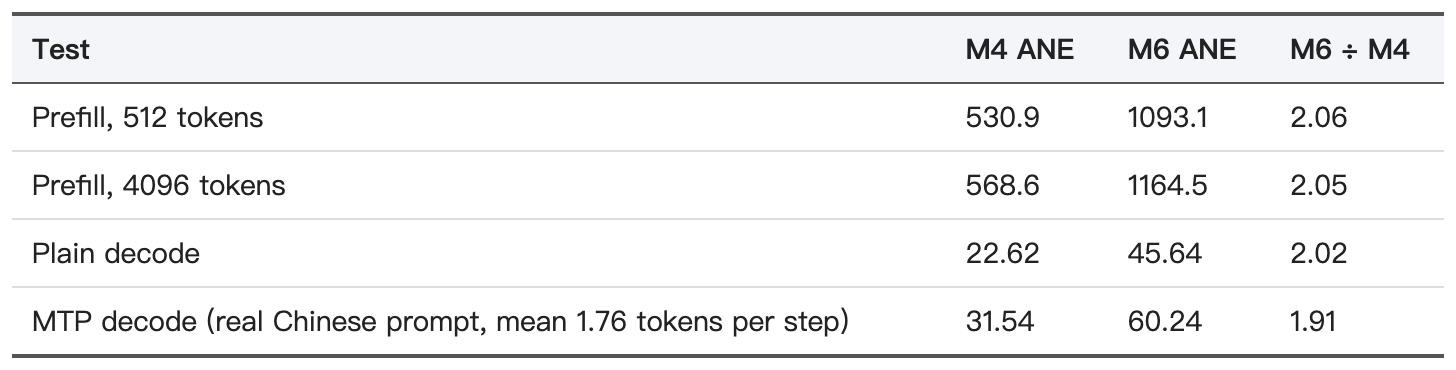 Test M4 ANE M6 ANE M6 ÷ M4
Prefill, 512 tokens 530.9 1093.1 2.06
Prefill, 4096 tokens 568.6 1164.5 2.05
Plain decode 22.62 45.64 2.02
MTP decode (real Chinese prompt, mean 1.76 tokens per step) 31.54 60.24 1.91